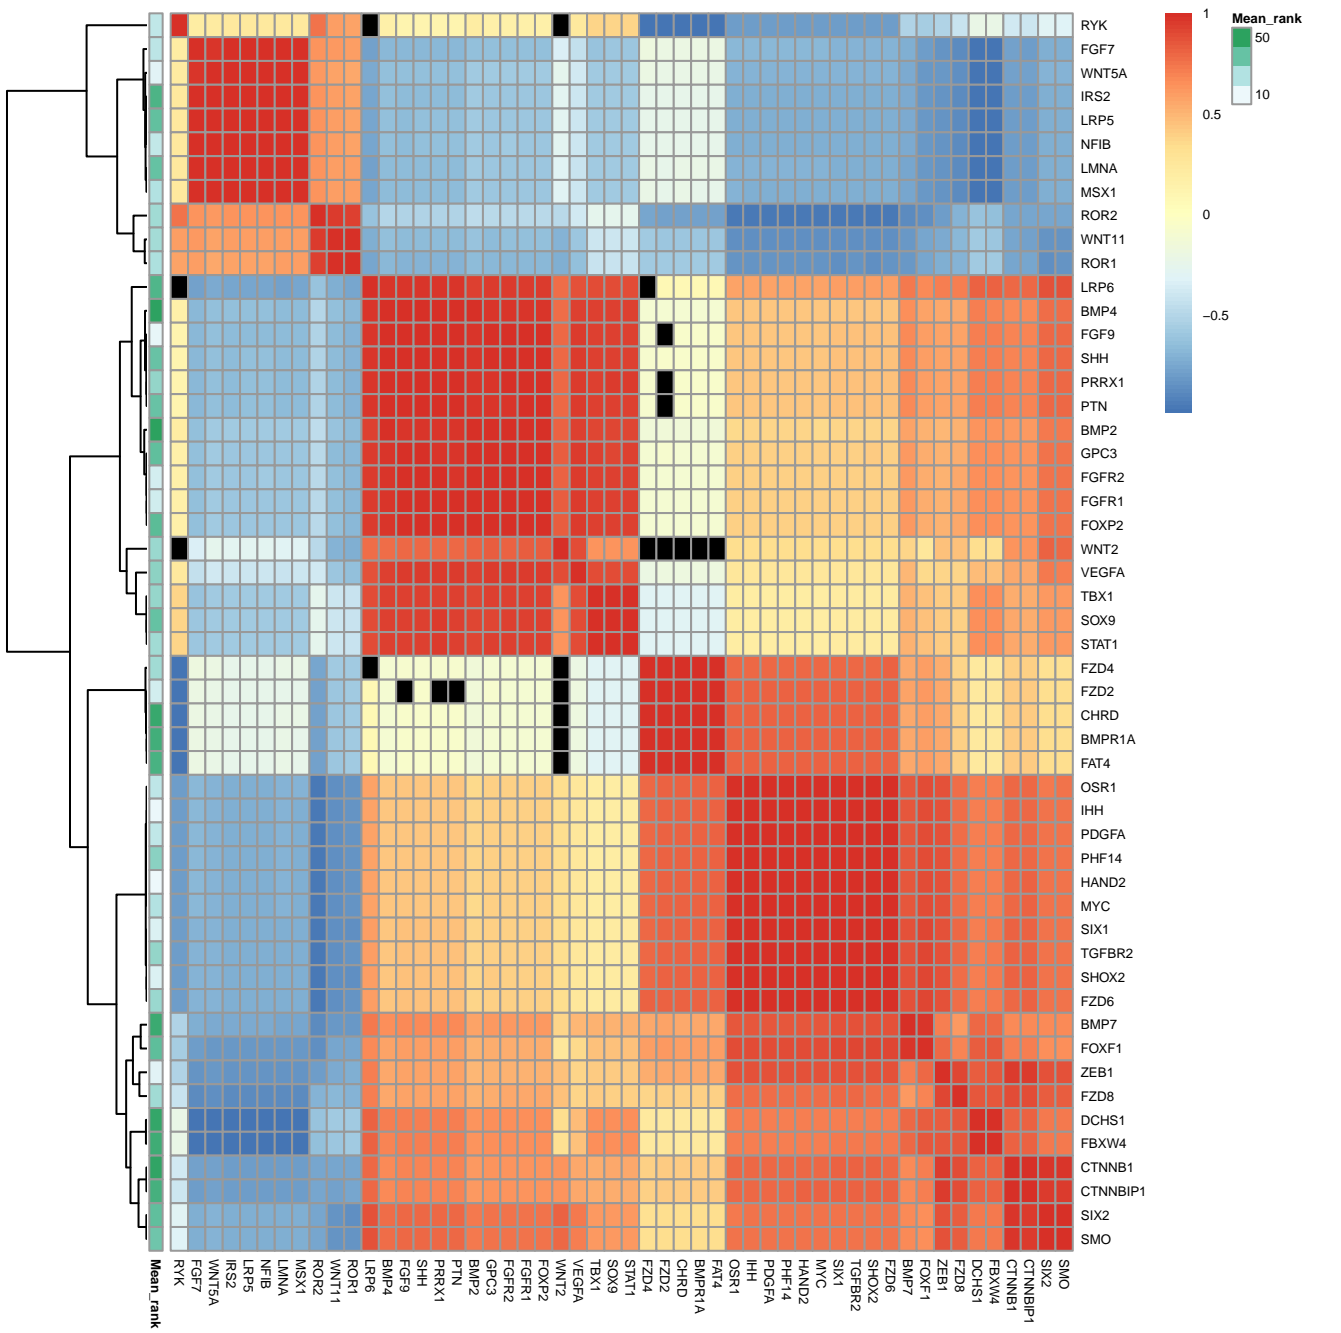 1
0.5
0
−0.5
Mean_rank
50
10
RYK
FGF7
WNT5A
IRS2
LRP5
NFIB
LMNA
MSX1
ROR2
WNT11
ROR1
LRP6
BMP4
FGF9
SHH
PRRX1
PTN
BMP2
GPC3
FGFR2
FGFR1
FOXP2
WNT2
VEGFA
TBX1
SOX9
STAT1
FZD4
FZD2
CHRD
BMPR1A
FAT4
OSR1
IHH
PDGFA
PHF14
HAND2
MYC
SIX1
TGFBR2
SHOX2
FZD6
BMP7
FOXF1
ZEB1
FZD8
DCHS1
FBXW4
CTNNB1
CTNNBIP1
SIX2
SMO
Mean_rank
RYK
FGF7
WNT5A
IRS2
LRP5
NFIB
LMNA
MSX1
ROR2
WNT11
ROR1
LRP6
BMP4
FGF9
SHH
PRRX1
PTN
BMP2
GPC3
FGFR2
FGFR1
FOXP2
WNT2
VEGFA
TBX1
SOX9
STAT1
FZD4
FZD2
CHRD
BMPR1A
FAT4
OSR1
IHH
PDGFA
PHF14
HAND2
MYC
SIX1
TGFBR2
SHOX2
FZD6
BMP7
FOXF1
ZEB1
FZD8
DCHS1
FBXW4
CTNNB1
CTNNBIP1
SIX2
SMO